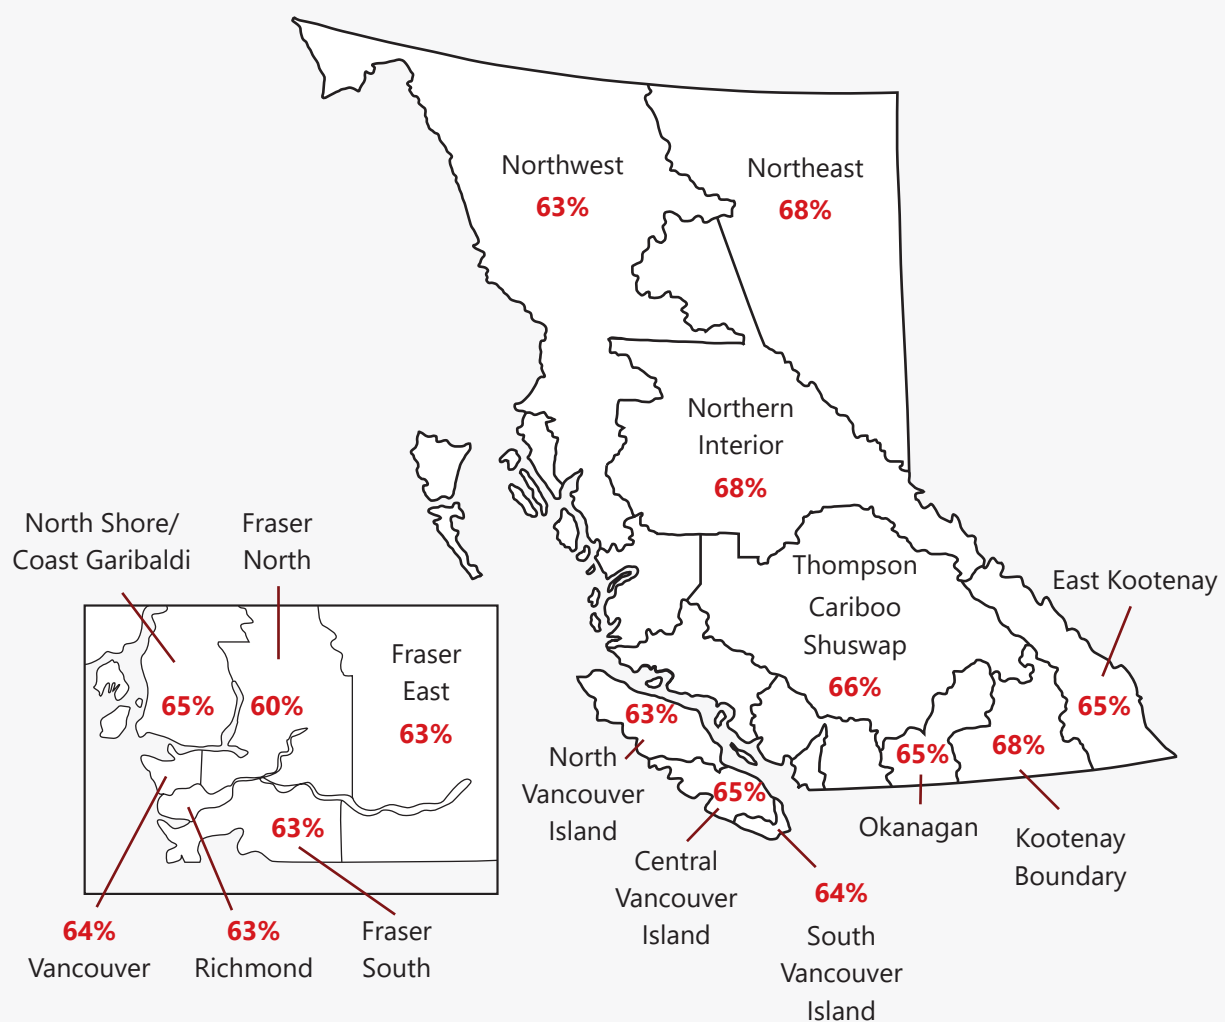 Northwest
63%
Northeast
68%
Northern
Interior
68%
North Shore/
Coast Garibaldi
65%
Fraser
North
60%
Fraser
East
63%
Thompson
Cariboo
Shuswap
66%
East Kootenay
65%
63%
North
Vancouver
Island
65%
Central
Vancouver
Island
64%
South
Vancouver
Island
65%
Okanagan
68%
Kootenay
Boundary
63%
Fraser
South
64%
Vancouver
63%
Richmond